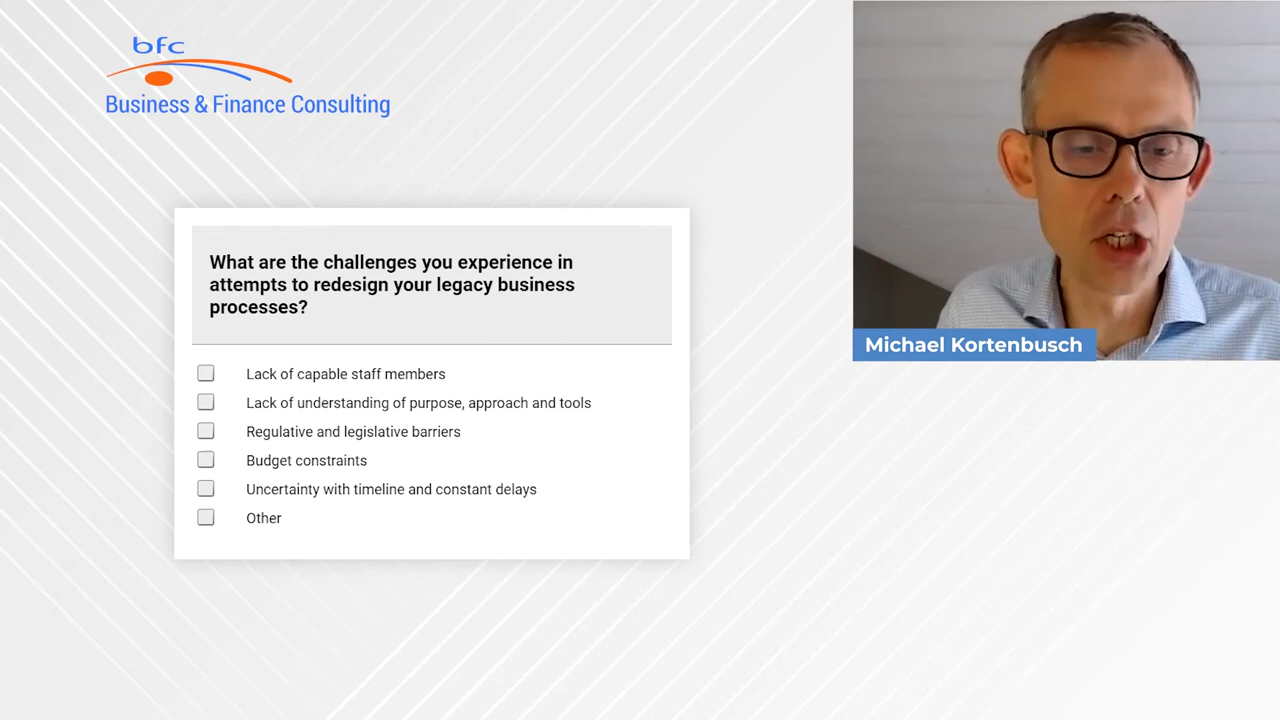 bfc
Business & Finance Consulting
What are the challenges you experience in
attempts to redesign your legacy business
processes?
Lack of capable staff members
Lack of understanding of purpose, approach and tools
Regulative and legislative barriers
Budget constraints
Uncertainty with timeline and constant delays
Other
Michael Kortenbusch